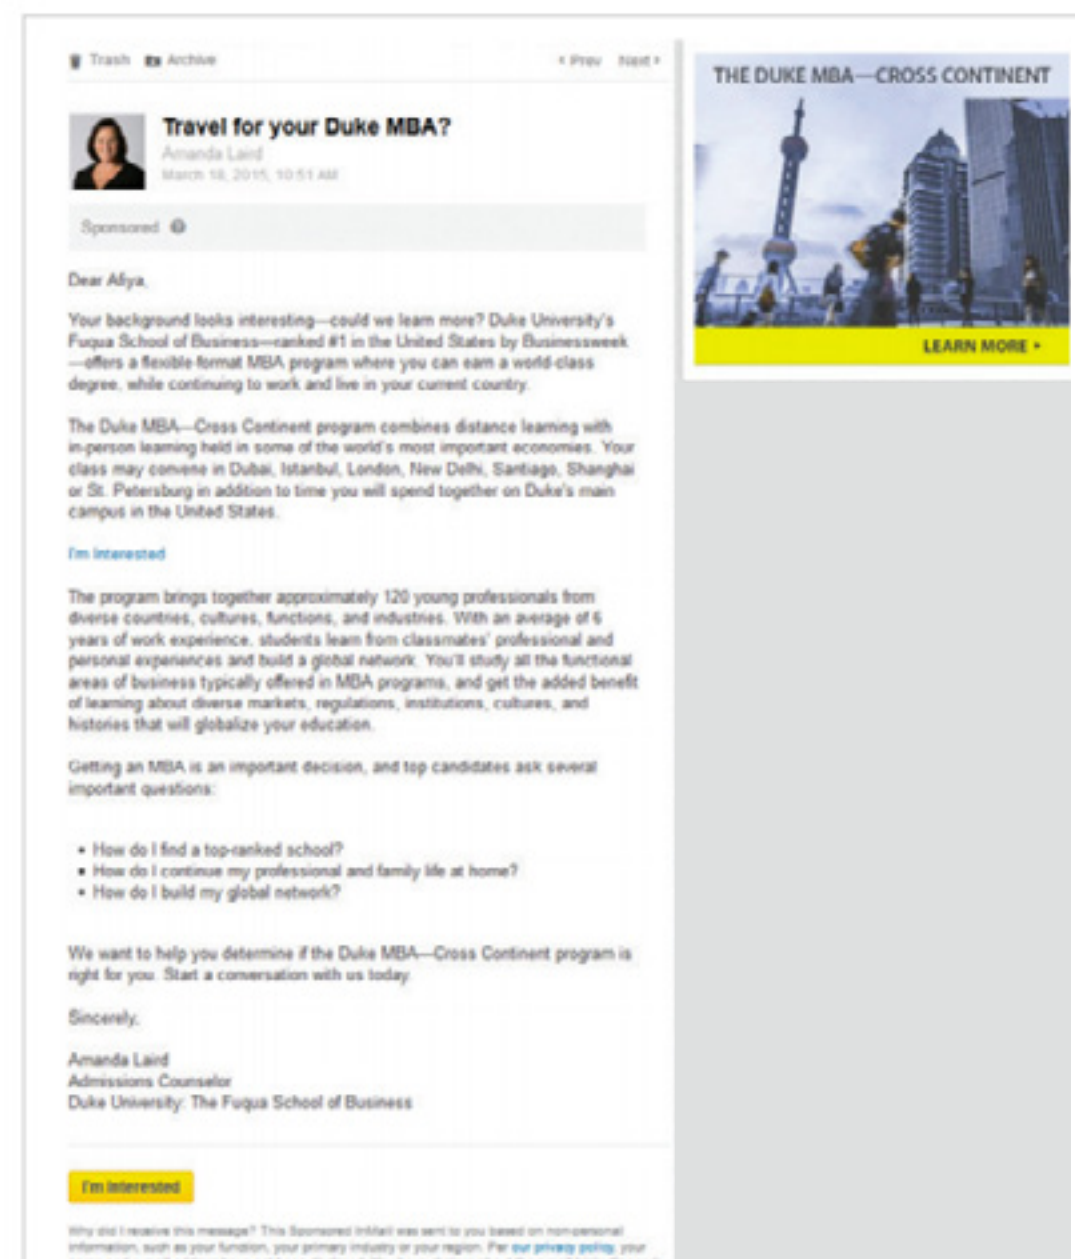 Trash Archive
< Prev Next >
Travel for your Duke MBA?
Amanda Laird
March 18, 2015, 10:51 AM
Sponsored
Dear Aliya,
Your background looks interesting—could we learn more? Duke University's
Fuqua School of Business—ranked #1 in the United States by Businessweek
—offers a flexible-format MBA program where you can earn a world-class
degree, while continuing to work and live in your current country.
The Duke MBA—Cross Continent program combines distance learning with
in-person learning held in some of the world's most important economies. Your
class may convene in Dubai, Istanbul, London, New Delhi, Santiago, Shanghai
or St. Petersburg in addition to time you will spend together on Duke's main
campus in the United States.
I'm Interested
The program brings together approximately 120 young professionals from
diverse countries, cultures, functions, and industries. With an average of 6
years of work experience, students learn from classmates' professional and
personal experiences and build a global network. You'll study all the functional
areas of business typically offered in MBA programs, and get the added benefit
of learning about diverse markets, regulations, institutions, cultures, and
histories that will globalize your education.
Getting an MBA is an important decision, and top candidates ask several
important questions:
• How do I find a top-ranked school?
• How do I continue my professional and family life at home?
• How do I build my global network?
We want to help you determine if the Duke MBA—Cross Continent program is
right for you. Start a conversation with us today.
Sincerely,
Amanda Laird
Admissions Counselor
Duke University: The Fuqua School of Business
I'm Interested
Why did I receive this message? This Sponsored InMail was sent to you based on non-personal
information, such as your function, your primary industry or your region. Per our privacy policy, your
THE DUKE MBA—CROSS CONTINENT
LEARN MORE